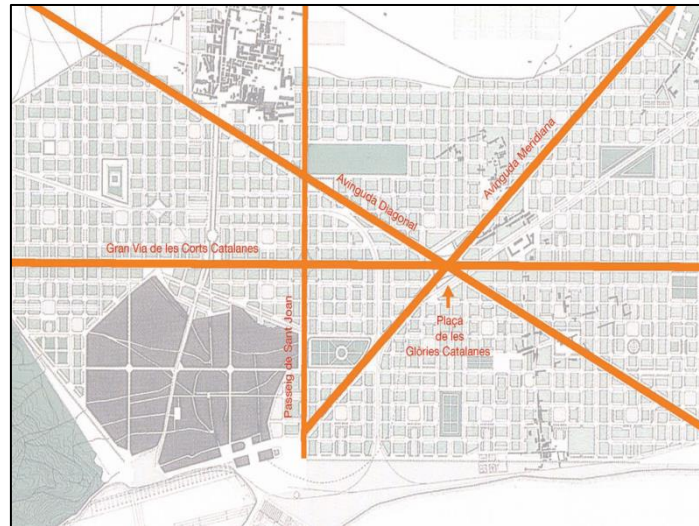 Avinguda Meridiana
Avinguda Diagonal
Gran Via de les Corts Catalanes
Passeig de Sant Joan
Plaça
de les
Glòries Catalanes